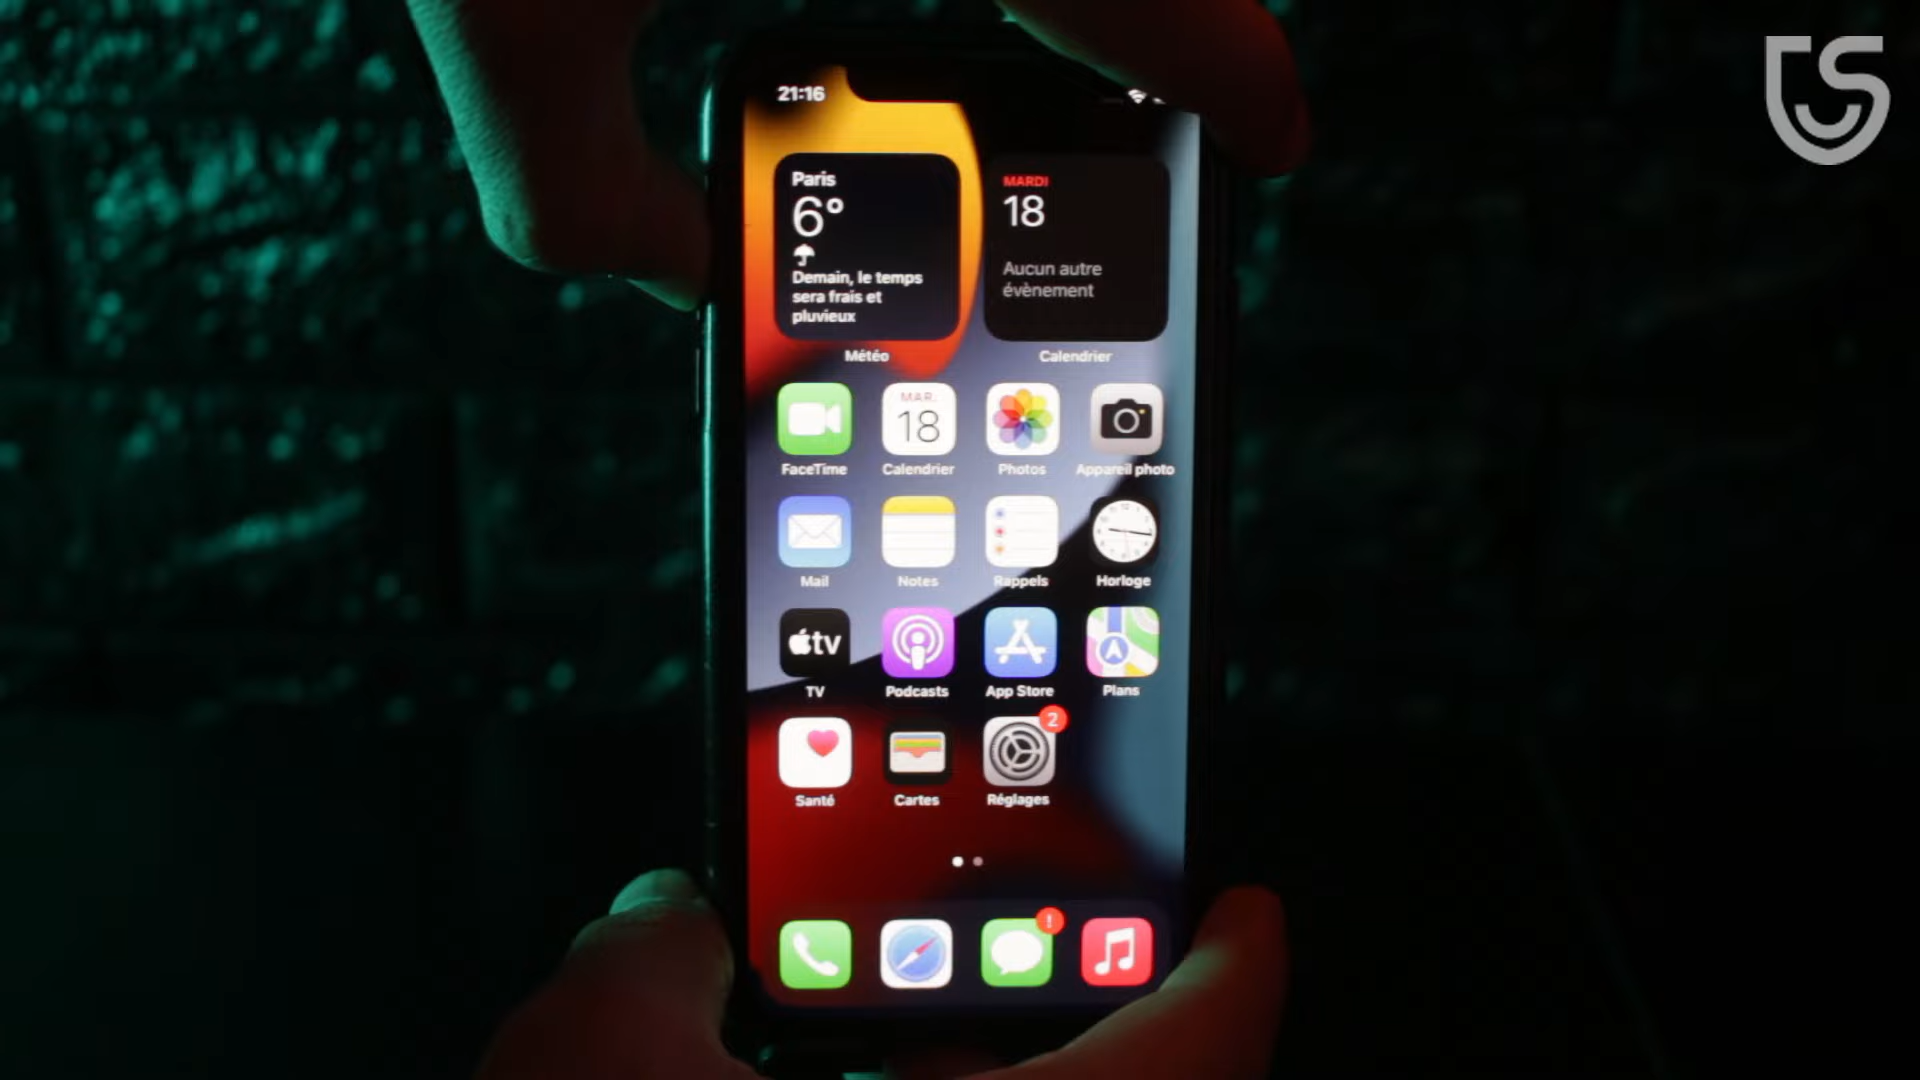 21:16
Paris
6°
Demain, le temps
sera frais et
pluvieux
Météo
MARDI
18
Aucun autre
évènement
Calendrier
MAR.
18
FaceTime
Calendrier
Photos
Appareil photo
Mail
Notes
Rappels
Horloge
tv
TV
Podcasts
App Store
Plans
2
Santé
Cartes
Réglages
!